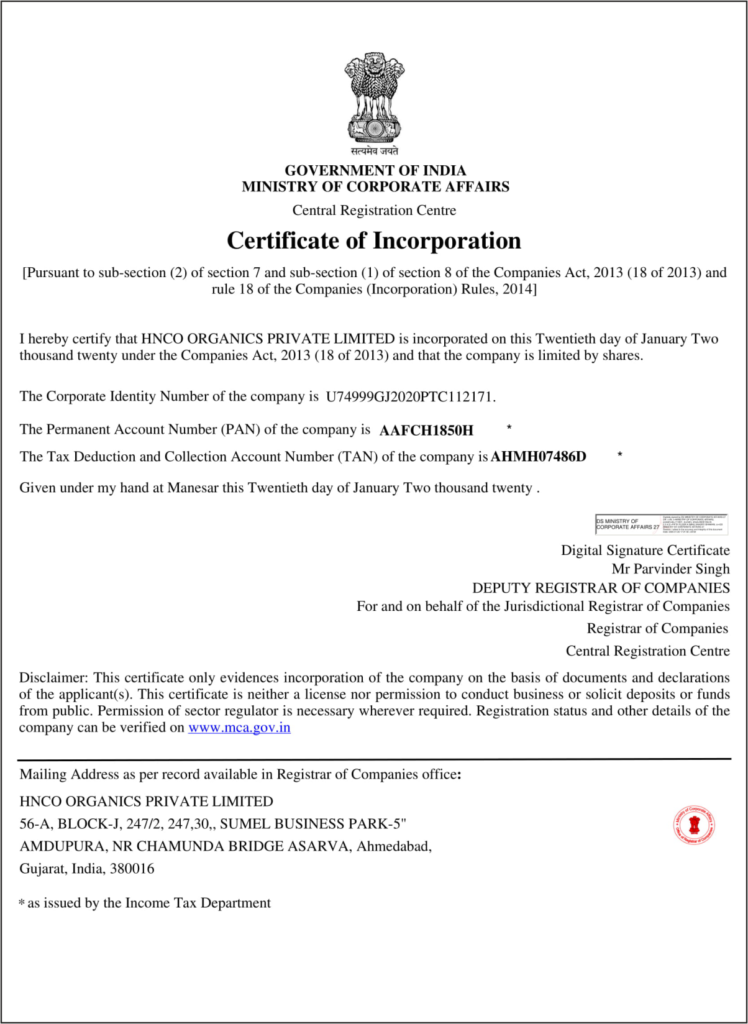 सत्यमेव जयते
GOVERNMENT OF INDIA
MINISTRY OF CORPORATE AFFAIRS
Central Registration Centre
Certificate of Incorporation
[Pursuant to sub-section (2) of section 7 and sub-section (1) of section 8 of the Companies Act, 2013 (18 of 2013) and
rule 18 of the Companies (Incorporation) Rules, 2014]
I hereby certify that HNCO ORGANICS PRIVATE LIMITED is incorporated on this Twentieth day of January Two
thousand twenty under the Companies Act, 2013 (18 of 2013) and that the company is limited by shares.
The Corporate Identity Number of the company is U74999GJ2020PTC112171.
The Permanent Account Number (PAN) of the company is AAFCH1850H *
The Tax Deduction and Collection Account Number (TAN) of the company is AHMH07486D *
Given under my hand at Manesar this Twentieth day of January Two thousand twenty .
DS MINISTRY OF
CORPORATE AFFAIRS 27
Digital Signature Certificate
Mr Parvinder Singh
DEPUTY REGISTRAR OF COMPANIES
For and on behalf of the Jurisdictional Registrar of Companies
Registrar of Companies
Central Registration Centre
Disclaimer: This certificate only evidences incorporation of the company on the basis of documents and declarations
of the applicant(s). This certificate is neither a license nor permission to conduct business or solicit deposits or funds
from public. Permission of sector regulator is necessary wherever required. Registration status and other details of the
company can be verified on www.mca.gov.in
Mailing Address as per record available in Registrar of Companies office:
HNCO ORGANICS PRIVATE LIMITED
56-A, BLOCK-J, 247/2, 247,30,, SUMEL BUSINESS PARK-5"
AMDUPURA, NR CHAMUNDA BRIDGE ASARVA, Ahmedabad,
Gujarat, India, 380016
* as issued by the Income Tax Department